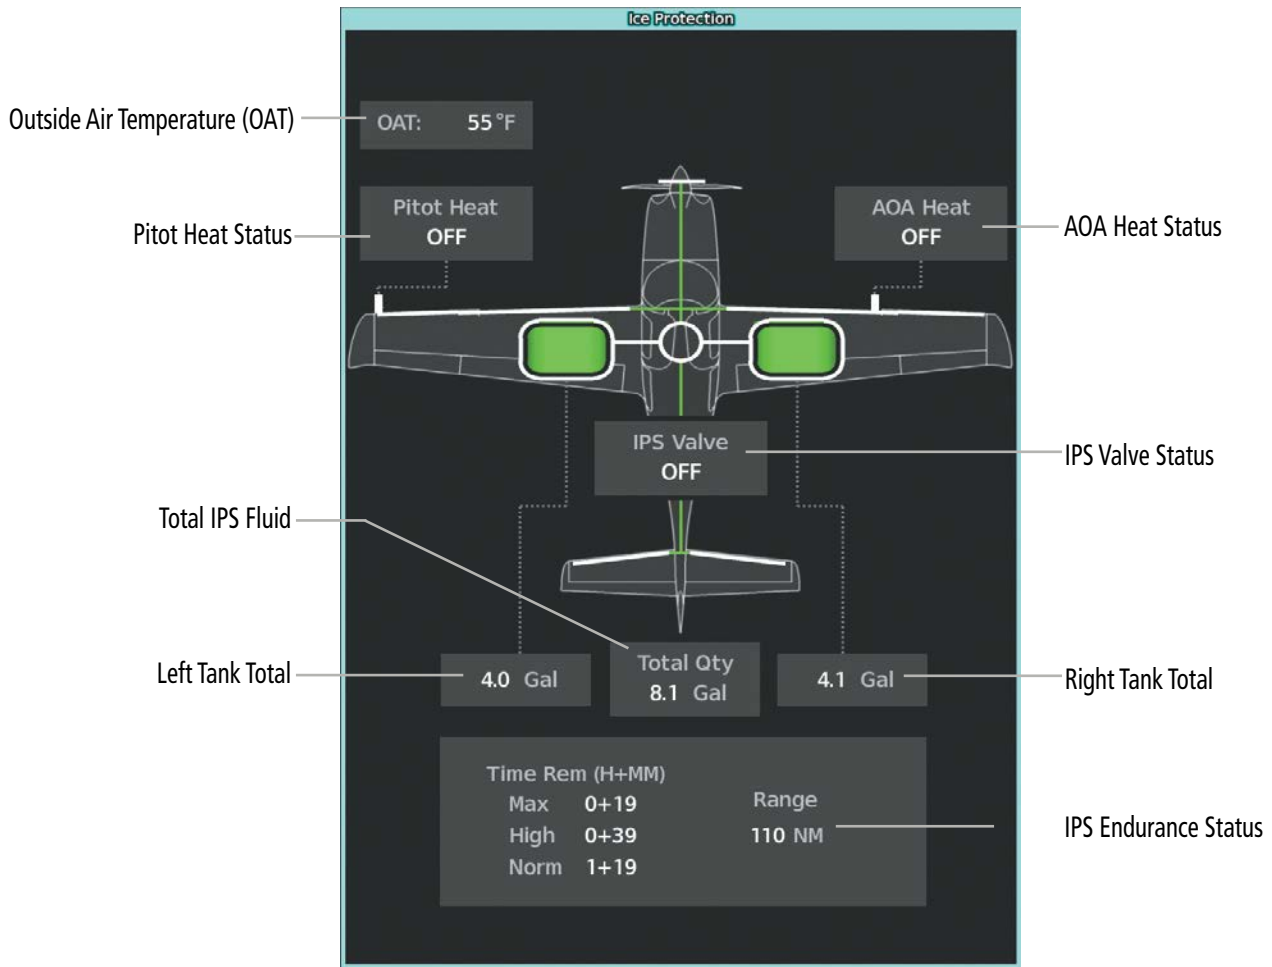 Ice Protection
Outside Air Temperature (OAT)
OAT: 55 °F
Pitot Heat
OFF
Pitot Heat Status
AOA Heat
OFF
AOA Heat Status
IPS Valve
OFF
IPS Valve Status
Total IPS Fluid
Left Tank Total
4.0 Gal
Total Qty
8.1 Gal
4.1 Gal
Right Tank Total
Time Rem (H+MM)
Max 0+19
High 0+39
Norm 1+19
Range
110 NM
IPS Endurance Status